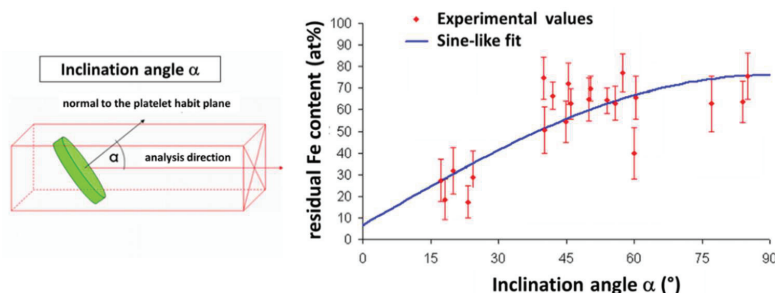 Inclination angle α
normal to the platelet habit plane
α
analysis direction
residual Fe content (at%)
100
90
80
70
60
50
40
30
20
10
0
Experimental values
Sine-like fit
0
15
30
45
60
75
90
Inclination angle α (°)